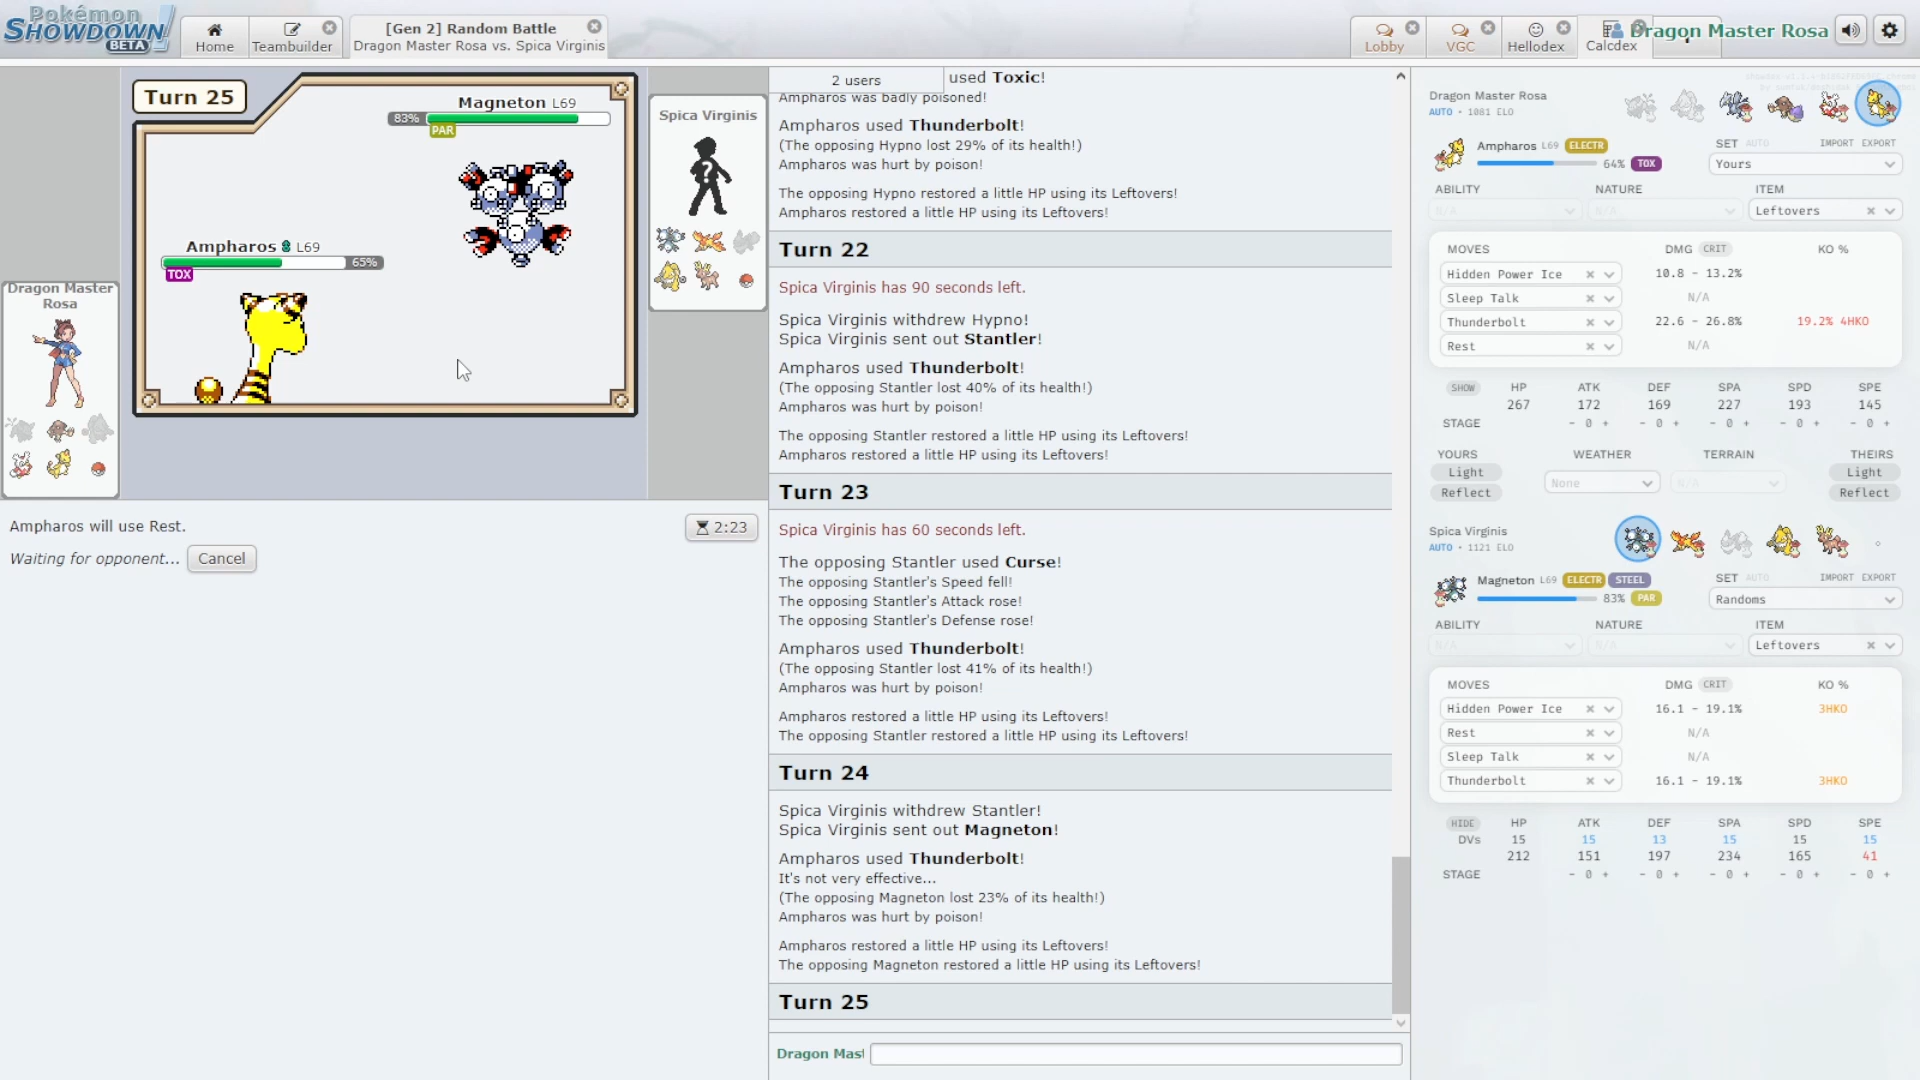 Pokémon
SHOWDOWN
BETA
Home
Teambuilder
[Gen 2] Random Battle
Dragon Master Rosa vs. Spica Virginis
Lobby
VGC
Hellodex
Calcdex
Dragon Master Rosa
Turn 25
Magneton L69
83%
PAR
Ampharos L69
65%
TOX
Spica Virginis
?
Dragon Master
Rosa
Ampharos will use Rest.
2:23
Waiting for opponent... Cancel
2 users
used Toxic!
Ampharos was badly poisoned!
Ampharos used Thunderbolt!
(The opposing Hypno lost 29% of its health!)
Ampharos was hurt by poison!
The opposing Hypno restored a little HP using its Leftovers!
Ampharos restored a little HP using its Leftovers!
Turn 22
Spica Virginis has 90 seconds left.
Spica Virginis withdrew Hypno!
Spica Virginis sent out Stantler!
Ampharos used Thunderbolt!
(The opposing Stantler lost 40% of its health!)
Ampharos was hurt by poison!
The opposing Stantler restored a little HP using its Leftovers!
Ampharos restored a little HP using its Leftovers!
Turn 23
Spica Virginis has 60 seconds left.
The opposing Stantler used Curse!
The opposing Stantler's Speed fell!
The opposing Stantler's Attack rose!
The opposing Stantler's Defense rose!
Ampharos used Thunderbolt!
(The opposing Stantler lost 41% of its health!)
Ampharos was hurt by poison!
Ampharos restored a little HP using its Leftovers!
The opposing Stantler restored a little HP using its Leftovers!
Turn 24
Spica Virginis withdrew Stantler!
Spica Virginis sent out Magneton!
Ampharos used Thunderbolt!
It's not very effective...
(The opposing Magneton lost 23% of its health!)
Ampharos was hurt by poison!
Ampharos restored a little HP using its Leftovers!
The opposing Magneton restored a little HP using its Leftovers!
Turn 25
Dragon Mast
Dragon Master Rosa
AUTO • 1081 ELO
Ampharos L69 ELECTR
64% TOX
SET AUTO IMPORT EXPORT
Yours
ABILITY NATURE ITEM
N/A N/A Leftovers
MOVES DMG CRIT KO %
Hidden Power Ice 10.8 - 13.2%
Sleep Talk N/A
Thunderbolt 22.6 - 26.8% 19.2% 4HKO
Rest N/A
SHOW HP ATK DEF SPA SPD SPE
267 172 169 227 193 145
STAGE - 0 + - 0 + - 0 + - 0 + - 0 +
YOURS WEATHER TERRAIN THEIRS
Light None N/A Light
Reflect Reflect
Spica Virginis
AUTO • 1121 ELO
Magneton L69 ELECTR STEEL
83% PAR
SET AUTO IMPORT EXPORT
Randoms
ABILITY NATURE ITEM
N/A N/A Leftovers
MOVES DMG CRIT KO %
Hidden Power Ice 16.1 - 19.1% 3HKO
Rest N/A
Sleep Talk N/A
Thunderbolt 16.1 - 19.1% 3HKO
HIDE HP ATK DEF SPA SPD SPE
DVs 15 15 13 15 15 15
212 151 197 234 165 41
STAGE - 0 + - 0 + - 0 + - 0 + - 0 +